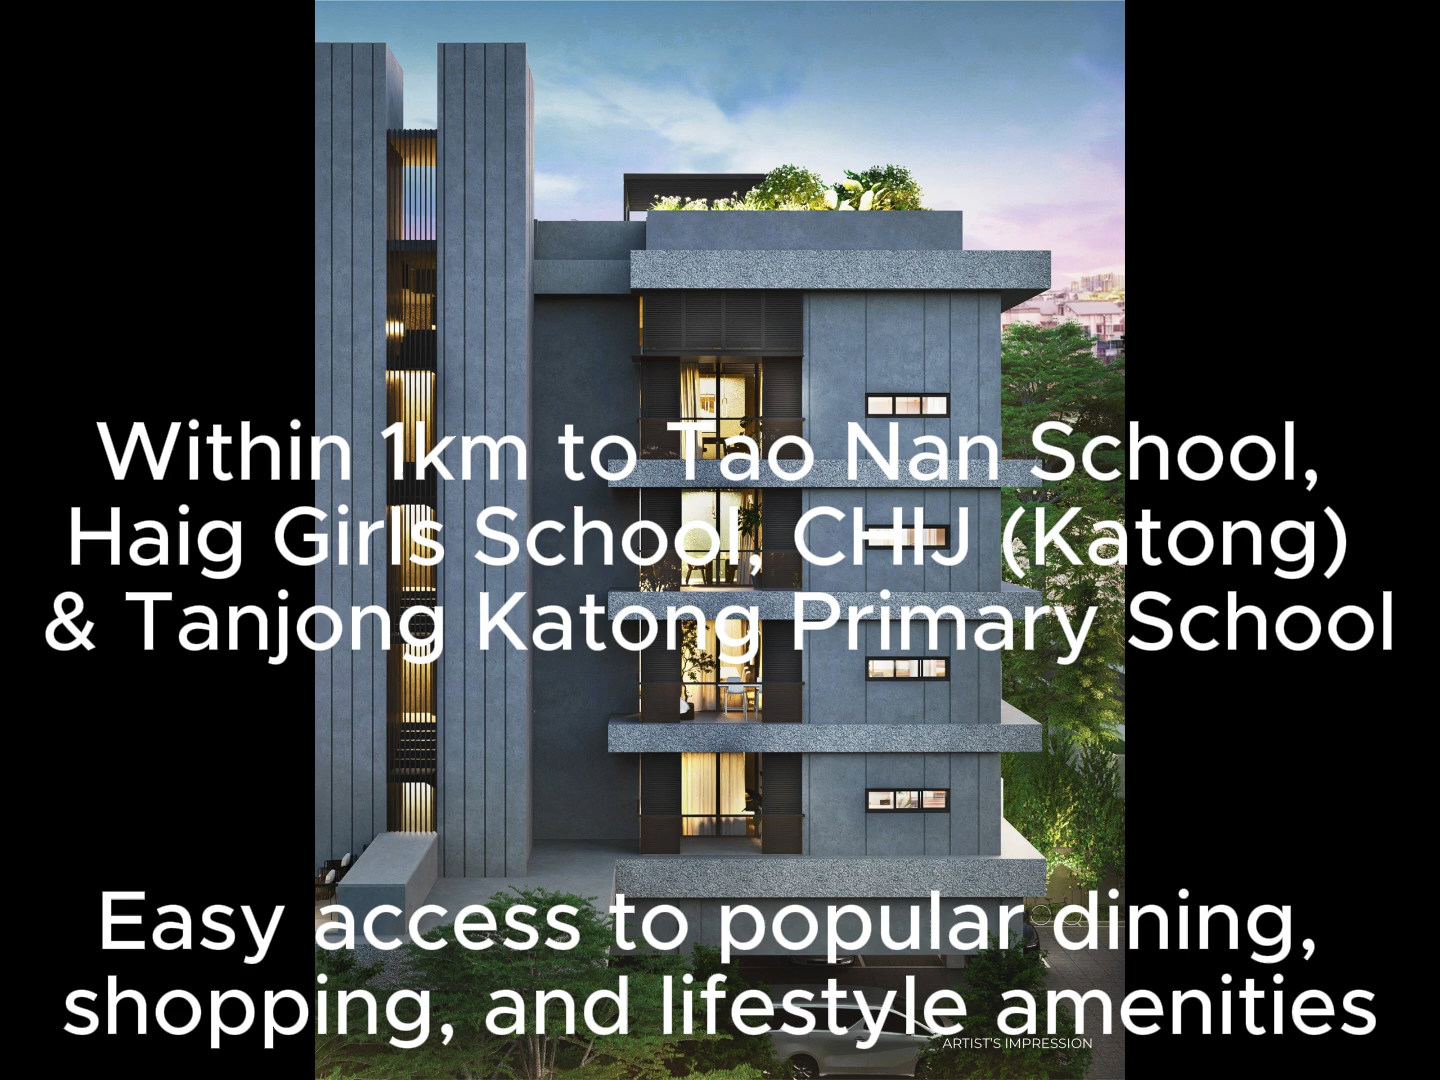 Within 1km to Tao Nan School,
Haig Girls School, CHIJ (Katong)
& Tanjong Katong Primary School
Easy access to popular dining,
shopping, and lifestyle amenities
ARTIST'S IMPRESSION